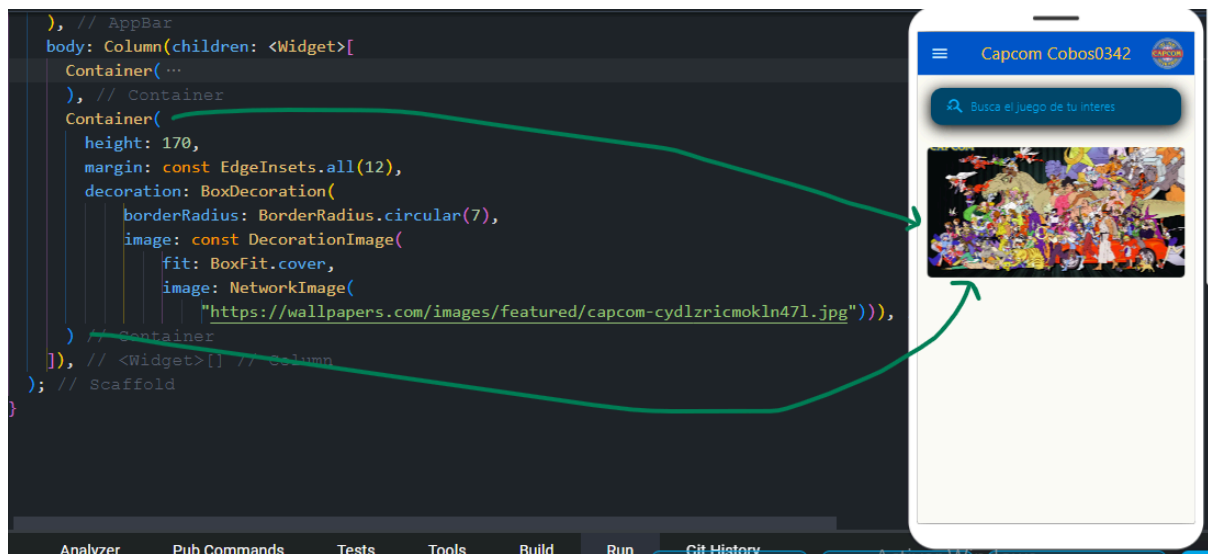 ), // AppBar
body: Column(children: <Widget>[
Container( ...
), // Container
Container(
height: 170,
margin: const EdgeInsets.all(12),
decoration: BoxDecoration(
borderRadius: BorderRadius.circular(7),
image: const DecorationImage(
fit: BoxFit.cover,
image: NetworkImage(
"https://wallpapers.com/images/featured/capcom-cydlzricmokln47l.jpg"))),
) // Container
]), // <Widget>[] // Column
); // Scaffold
}
Capcom Cobos0342
CAPCOM
Busca el juego de tu interes
CAPCOM
Analyzer Pub Commands Tests Tools Build Run Git History